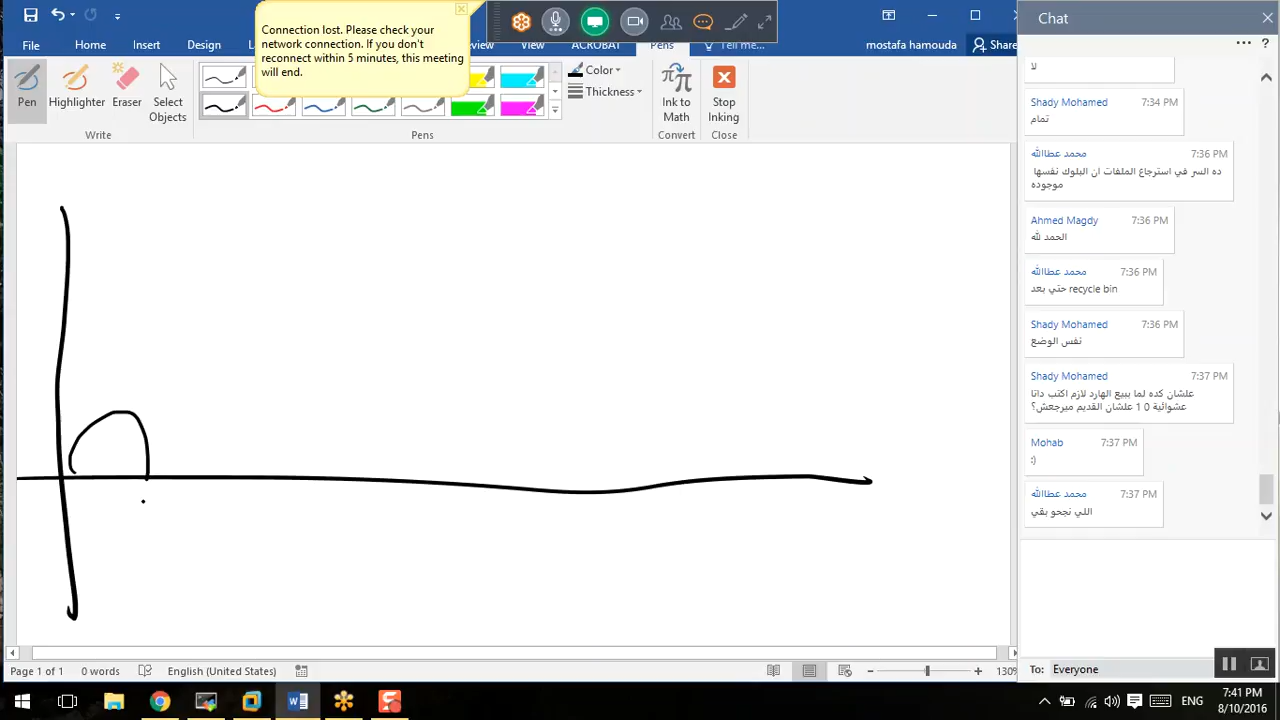 Connection lost. Please check your
network connection. If you don't
reconnect within 5 minutes, this meeting
will end.
mostafa hamouda
Share
File
Home
Insert
Design
ACROBAT
Pens
Tell me...
Pen
Highlighter
Eraser
Select
Objects
Color
Thickness
Ink to
Math
Stop
Inking
Write
Pens
Convert
Close
Chat
?
لا
Shady Mohamed 7:34 PM
تمام
محمد عطاالله 7:36 PM
ده السر في استرجاع الملفات ان البلوك نفسها
موجوده
Ahmed Magdy 7:36 PM
الحمد لله
محمد عطاالله 7:36 PM
حتي بعد recycle bin
Shady Mohamed 7:36 PM
نفس الوضع
Shady Mohamed 7:37 PM
علشان كده لما ببيع الهارد لازم اكتب داتا
عشوائية 0 1 علشان القديم ميرجعش؟
Mohab 7:37 PM
:)
محمد عطاالله 7:37 PM
اللي نجحو بقي
To: Everyone
Page 1 of 1
0 words
English (United States)
130%
ENG
7:41 PM
8/10/2016